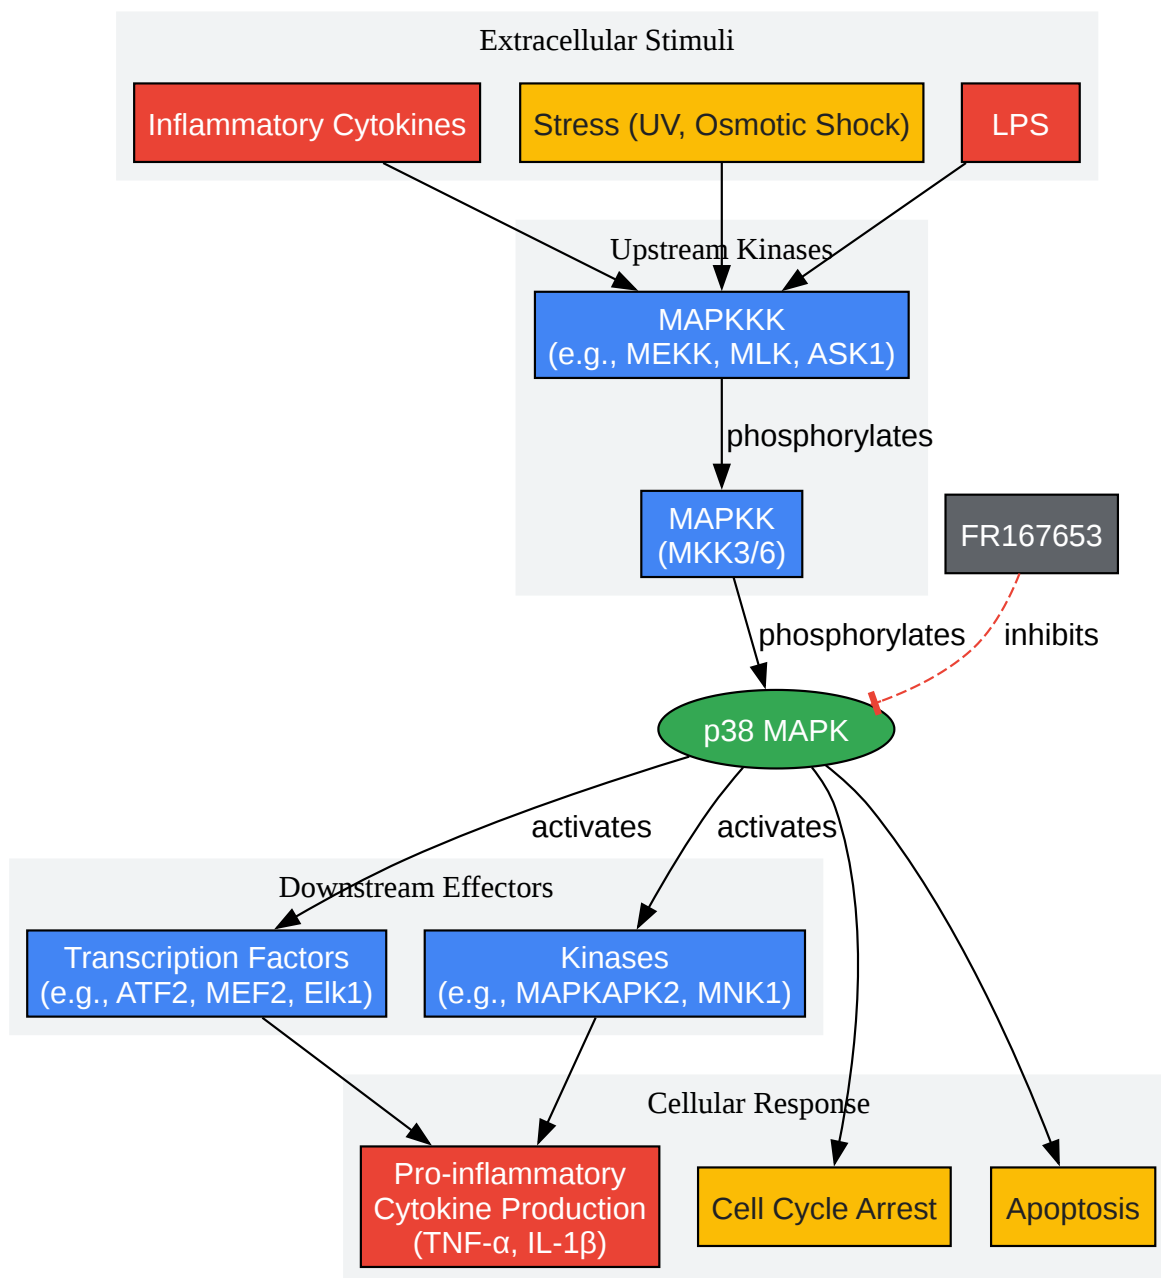 Extracellular Stimuli
Inflammatory Cytokines
Stress (UV, Osmotic Shock)
LPS
Upstream Kinases
MAPKKK
(e.g., MEKK, MLK, ASK1)
phosphorylates
MAPKK
(MKK3/6)
FR167653
phosphorylates
inhibits
p38 MAPK
activates
activates
Downstream Effectors
Transcription Factors
(e.g., ATF2, MEF2, Elk1)
Kinases
(e.g., MAPKAPK2, MNK1)
Cellular Response
Pro-inflammatory
Cytokine Production
(TNF-α, IL-1β)
Cell Cycle Arrest
Apoptosis